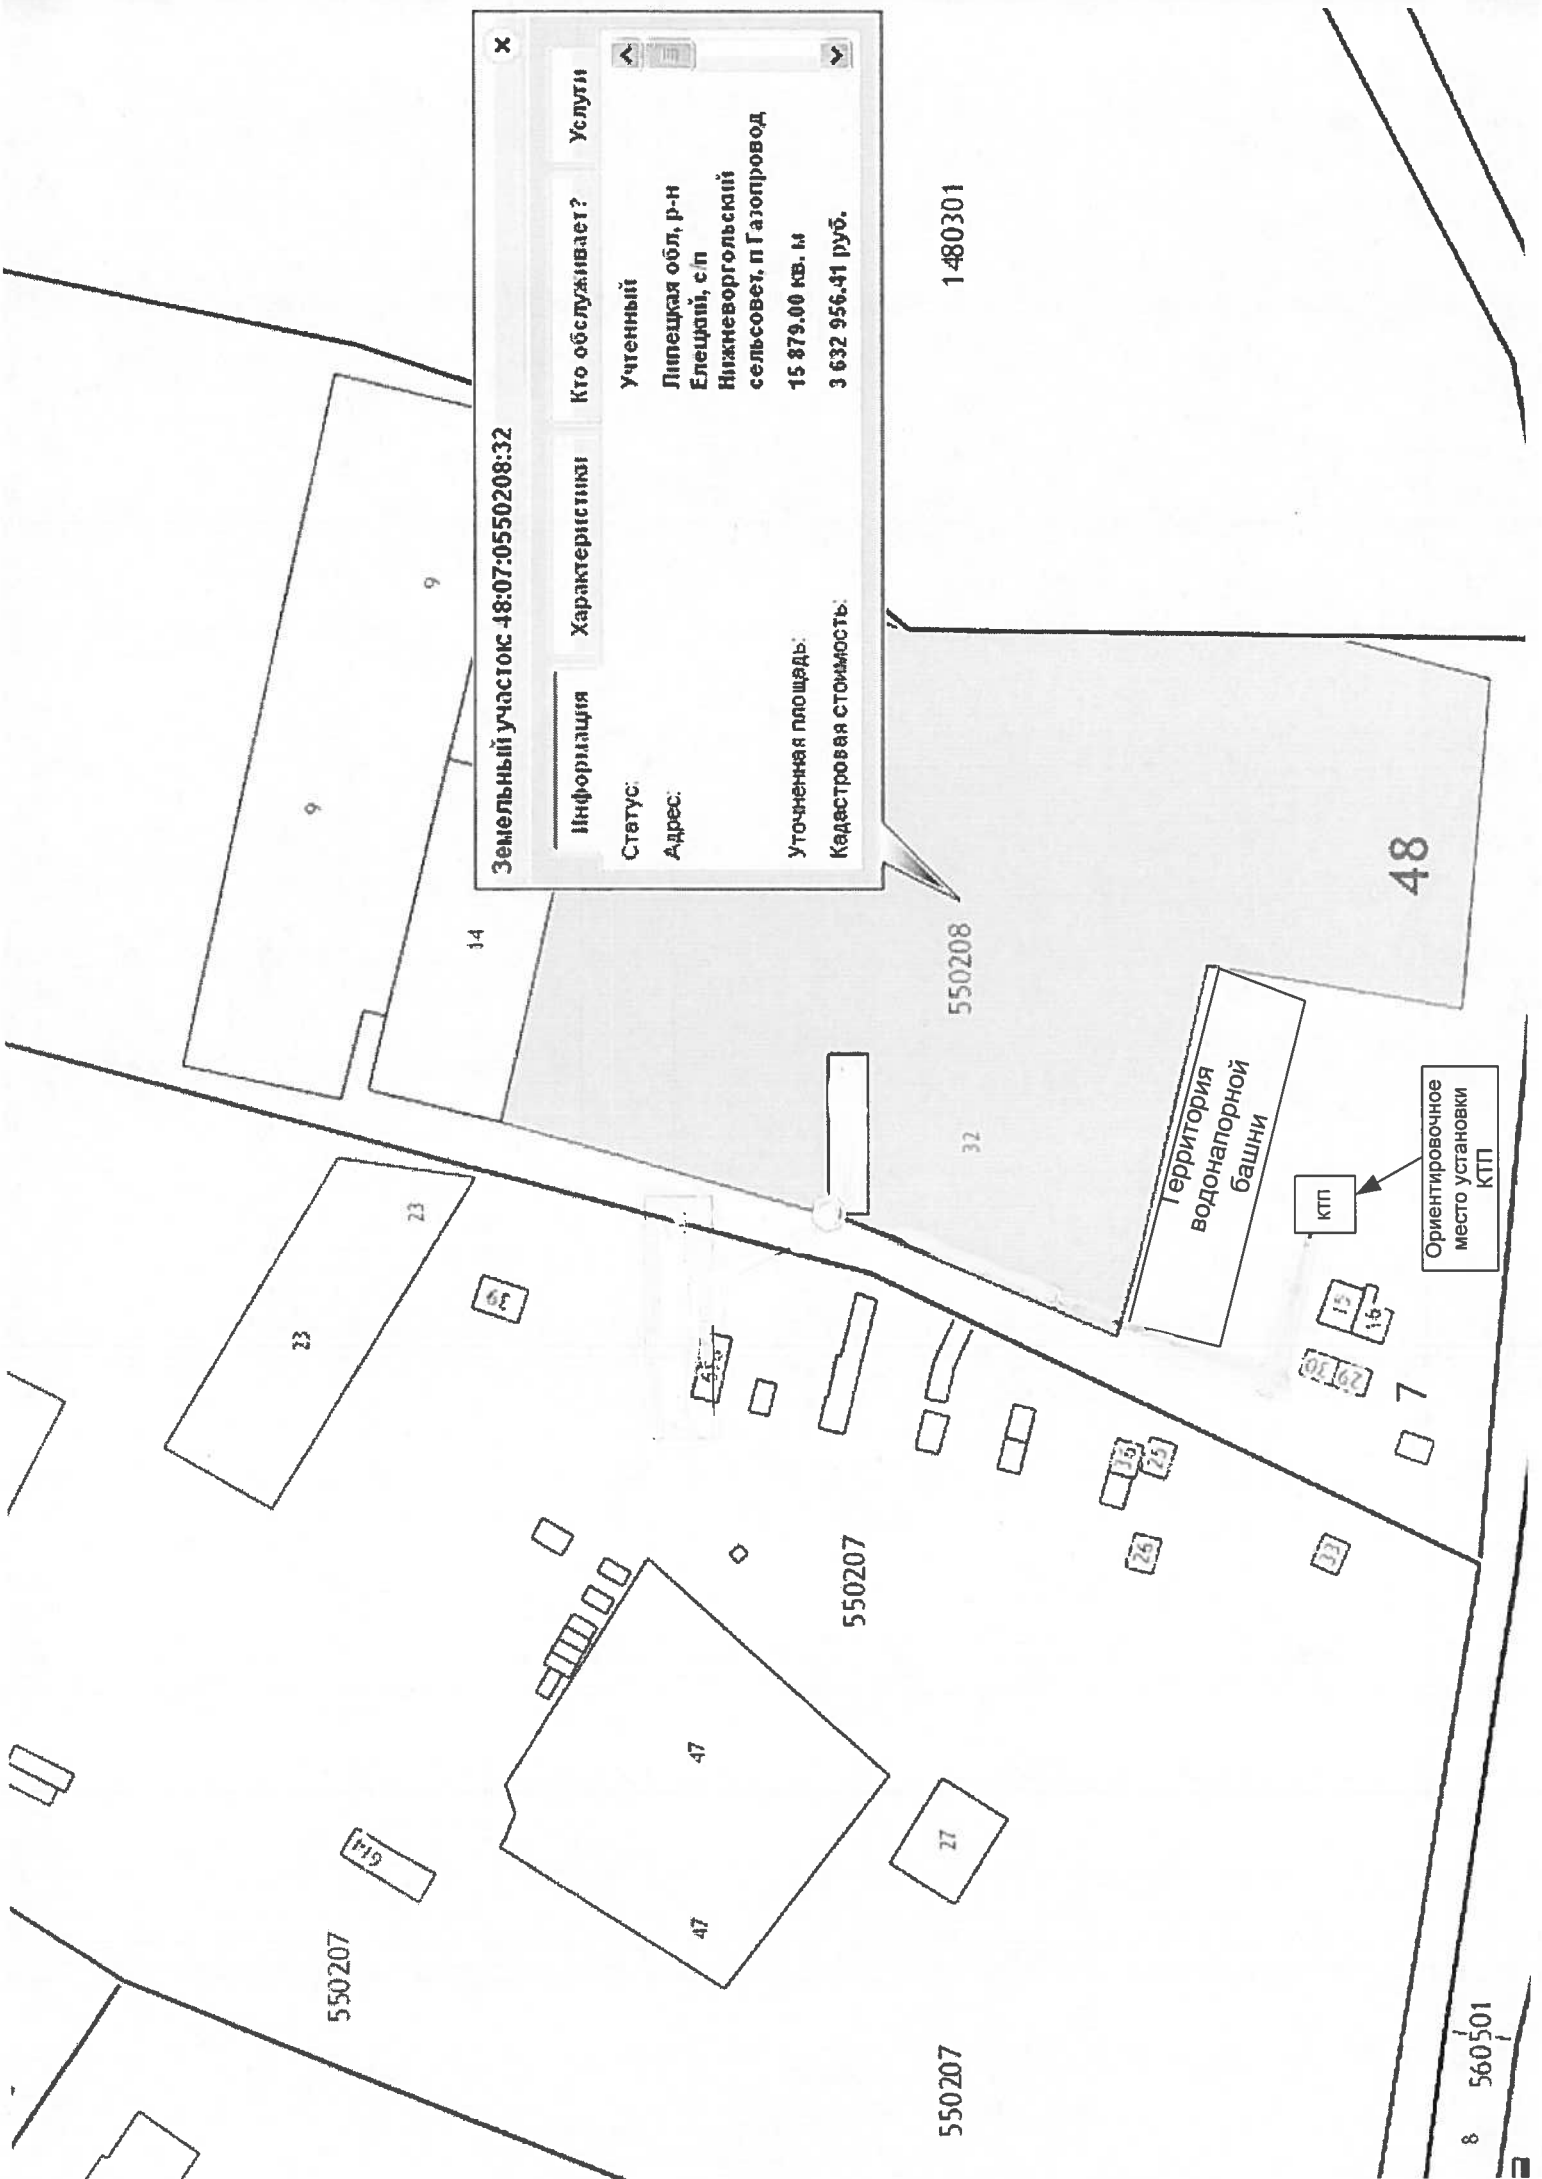 Земельный участок: 48:07:0550208:32
x
Информация
Характеристики
Кто обслуживает?
Услуги
Статус:
Учтенный
Адрес:
Липецкая обл, р-н
Елецкий, с/п
Нижневоргольский
сельсовет, п Газопровод
Уточненная площадь:
15 879.00 кв. м
Кадастровая стоимость:
3 632 956.41 руб.
9
9
14
23
23
39
614
550207
47
47
550207
27
550207
550208
32
1480301
48
Территория
водонапорной
башни
КТП
Ориентировочное
место установки
КТП
15
16
30
29
7
36
25
26
33
8
560501